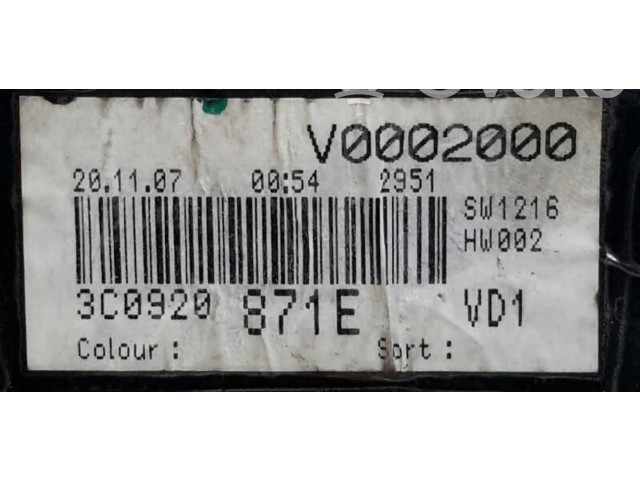 V0002000
20.11.07 00:54 2951
SW1216
HW002
3C0920 871E VD1
Colour : Sort :